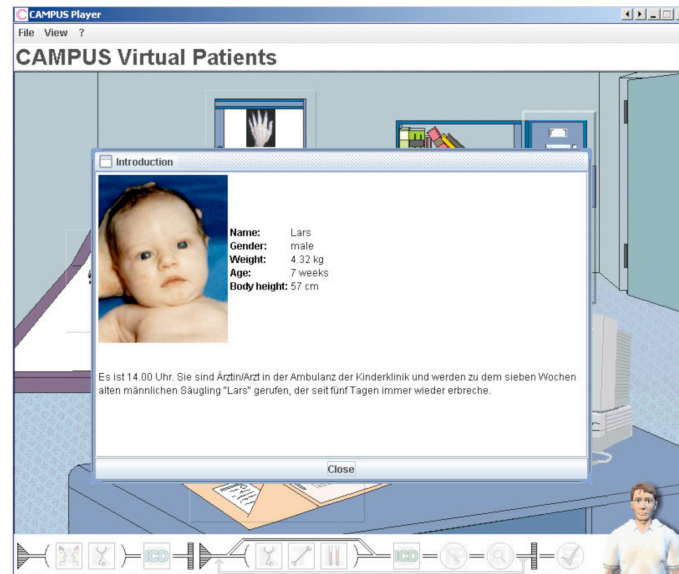 CAMPUS Player
File View ?
CAMPUS Virtual Patients
Introduction
Name: Lars
Gender: male
Weight: 4.32 kg
Age: 7 weeks
Body height: 57 cm
Es ist 14.00 Uhr. Sie sind Ärztin/Arzt in der Ambulanz der Kinderklinik und werden zu dem sieben Wochen
alten männlichen Säugling "Lars" gerufen, der seit fünf Tagen immer wieder erbreche.
Close
ICD
ICD